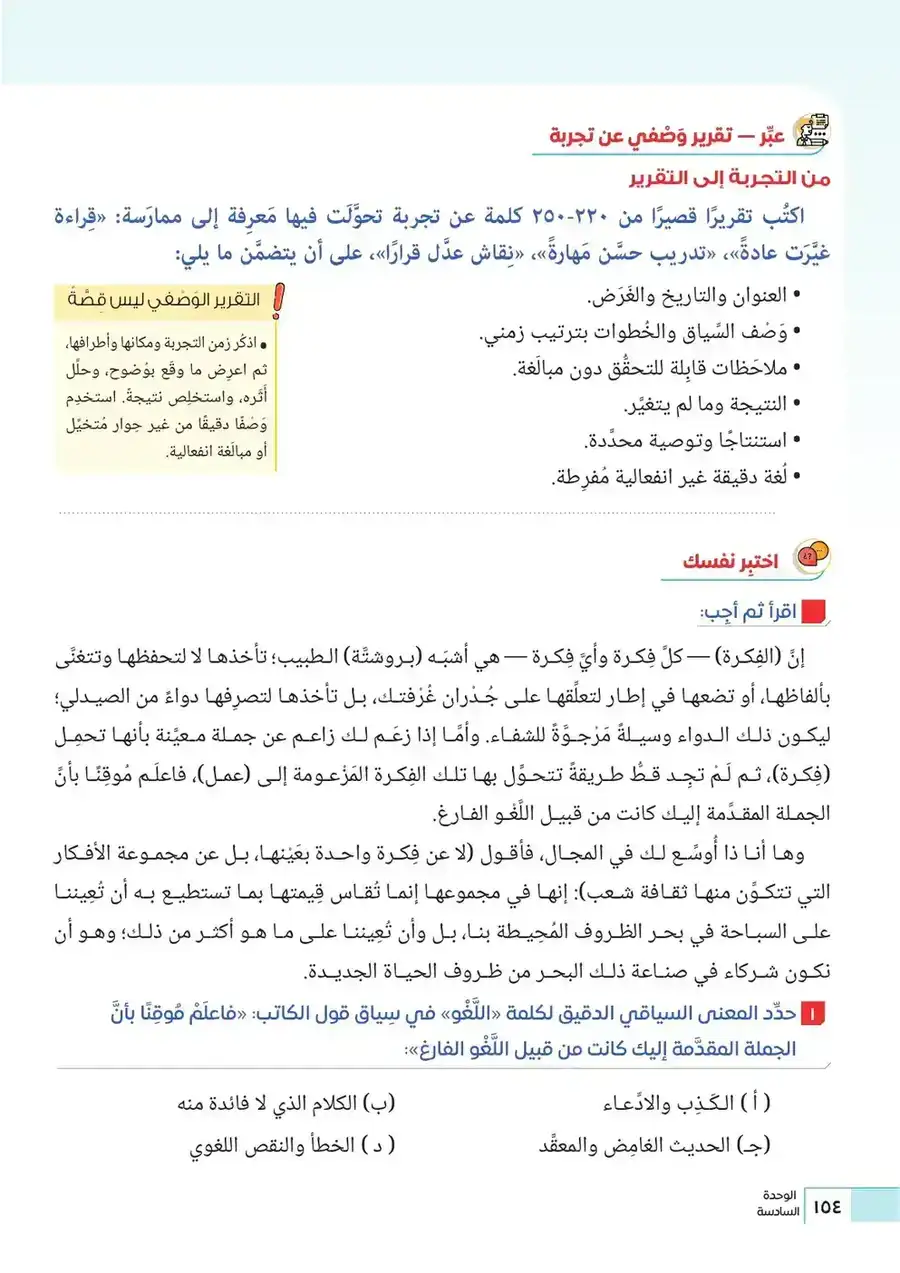 عبِّر — تقرير وَصْفي عن تجربة
من التجربة إلى التقرير
اكتُب تقريرًا قصيرًا من ٢٢٠-٢٥٠ كلمة عن تجربة تحوَّلَت فيها مَعرِفة إلى ممارَسة: «قِراءة
غيَّرَت عادةً»، «تدريب حسَّن مَهارةً»، «نِقاش عدَّل قرارًا»، على أن يتضمَّن ما يلي:
• العنوان والتاريخ والغَرَض.
• وَصْف السِّياق والخُطوات بترتيب زمني.
• ملاحَظات قابِلة للتحقُّق دون مبالَغة.
• النتيجة وما لم يتغيَّر.
• استنتاجًا وتوصية محدَّدة.
• لُغة دقيقة غير انفعالية مُفرِطة.
التقرير الوَصْفي ليس قِصَّةً
• اذكُر زمن التجربة ومكانها وأطرافها،
ثم اعرِض ما وقَع بوُضوح، وحلِّل
أثَره، واستخلِص نتيجةً. استخدِم
وَصْفًا دقيقًا من غير حِوار مُتخيَّل
أو مبالَغة انفعالية.
اختبِر نفسك
اقرأ ثم أجِب:
إنَّ (الفِكرة) — كلَّ فِكرة وأيَّ فِكرة — هي أشبَه (بروشتَّة) الطبيب؛ تأخذها لا لتحفظها وتتغنَّى
بألفاظها، أو تضعها في إطار لتعلِّقها على جُدْران غُرْفتك، بل تأخذها لتصرِفها دواءً من الصيدلي؛
ليكون ذلك الدواء وسيلةً مَرْجوَّةً للشفاء. وأمَّا إذا زعَم لك زاعم عن جملة معيَّنة بأنها تحمِل
(فِكرة)، ثم لَمْ تجِد قطُّ طريقةً تتحوَّل بها تلك الفِكرة المَزْعومة إلى (عمل)، فاعلَم مُوقِنًا بأنَّ
الجملة المقدَّمة إليك كانت من قبيل اللَّغْو الفارغ.
وها أنا ذا أُوسِّع لك في المجال، فأقول (لا عن فِكرة واحدة بعَيْنها، بل عن مجموعة الأفكار
التي تتكوَّن منها ثقافة شعب): إنها في مجموعها إنما تُقاس قِيمتها بما تستطيع به أن تُعِيننا
على السباحة في بحر الظروف المُحِيطة بنا، بل وأن تُعِيننا على ما هو أكثر من ذلك؛ وهو أن
نكون شركاء في صناعة ذلك البحر من ظروف الحياة الجديدة.
١ حدِّد المعنى السياقي الدقيق لكلمة «اللَّغْو» في سِياق قول الكاتب: «فاعلَمْ مُوقِنًا بأنَّ
الجملة المقدَّمة إليك كانت من قبيل اللَّغْو الفارغ»:
( أ ) الكَذِب والادِّعاء
(ب) الكلام الذي لا فائدة منه
(جـ) الحديث الغامِض والمعقَّد
( د ) الخطأ والنقص اللغوي
الوحدة
السادسة
١٥٤